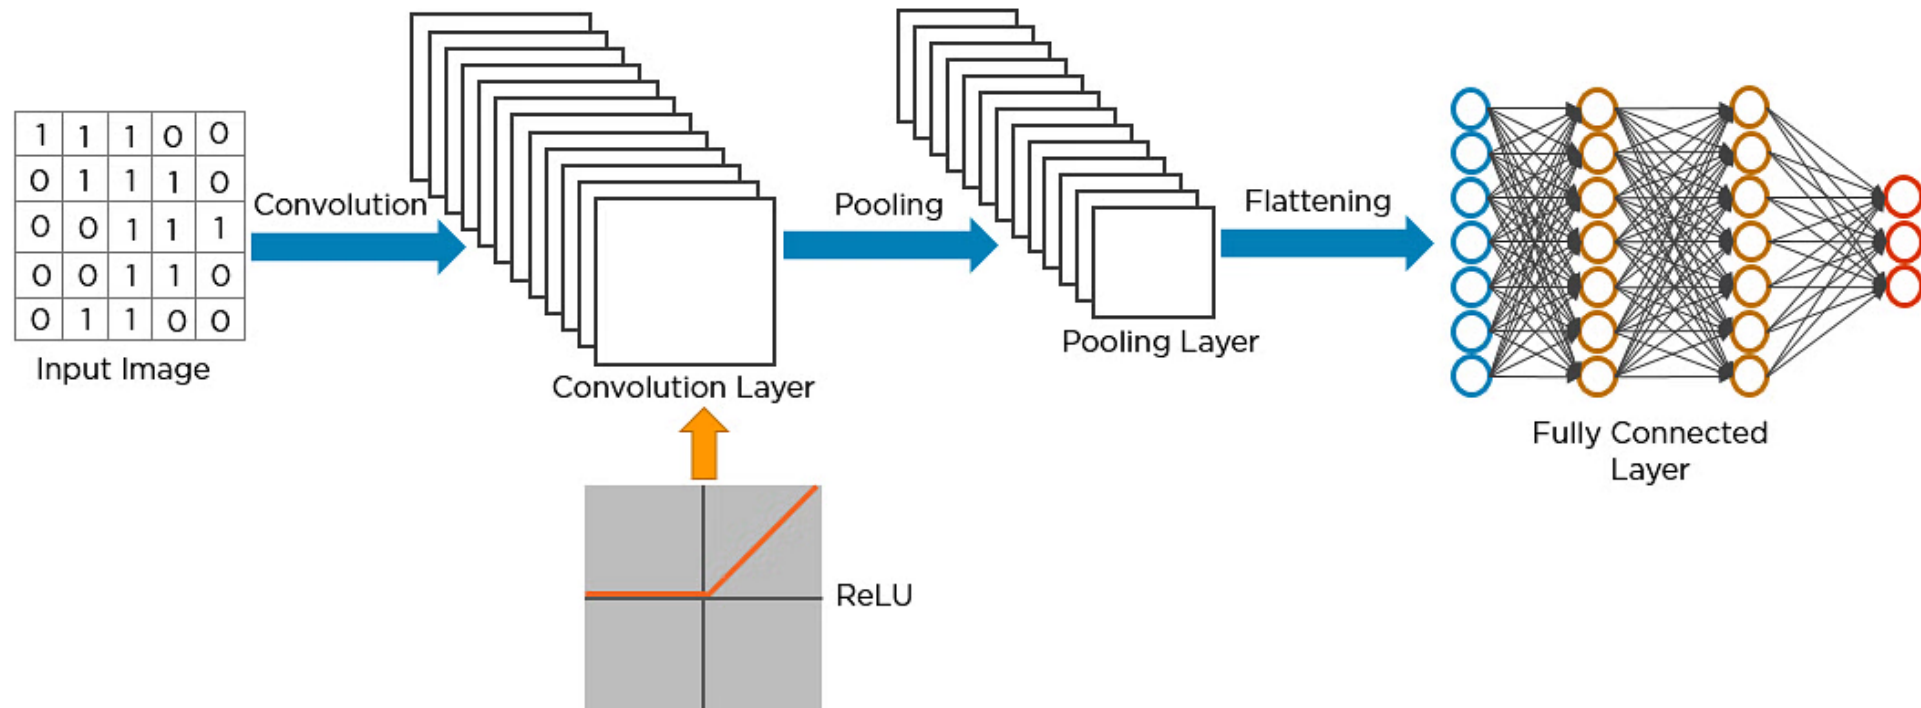 1 1 1 0 0
0 1 1 1 0
0 0 1 1 1
0 0 1 1 0
0 1 1 0 0
Input Image
Convolution
Convolution Layer
ReLU
Pooling
Pooling Layer
Flattening
Fully Connected
Layer